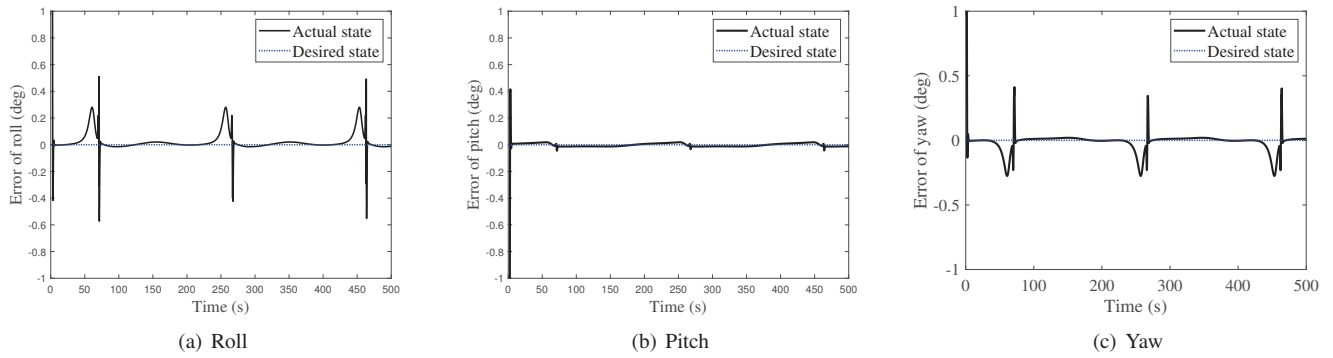 1
0.8
0.6
0.4
0.2
0
-0.2
-0.4
-0.6
-0.8
-1
Error of roll (deg)
Actual state
Desired state
0 50 100 150 200 250 300 350 400 450 500
Time (s)
(a) Roll
1
0.8
0.6
0.4
0.2
0
-0.2
-0.4
-0.6
-0.8
-1
Error of pitch (deg)
Actual state
Desired state
0 50 100 150 200 250 300 350 400 450 500
Time (s)
(b) Pitch
1
0.5
0
-0.5
-1
Error of yaw (deg)
Actual state
Desired state
0 100 200 300 400 500
Time (s)
(c) Yaw